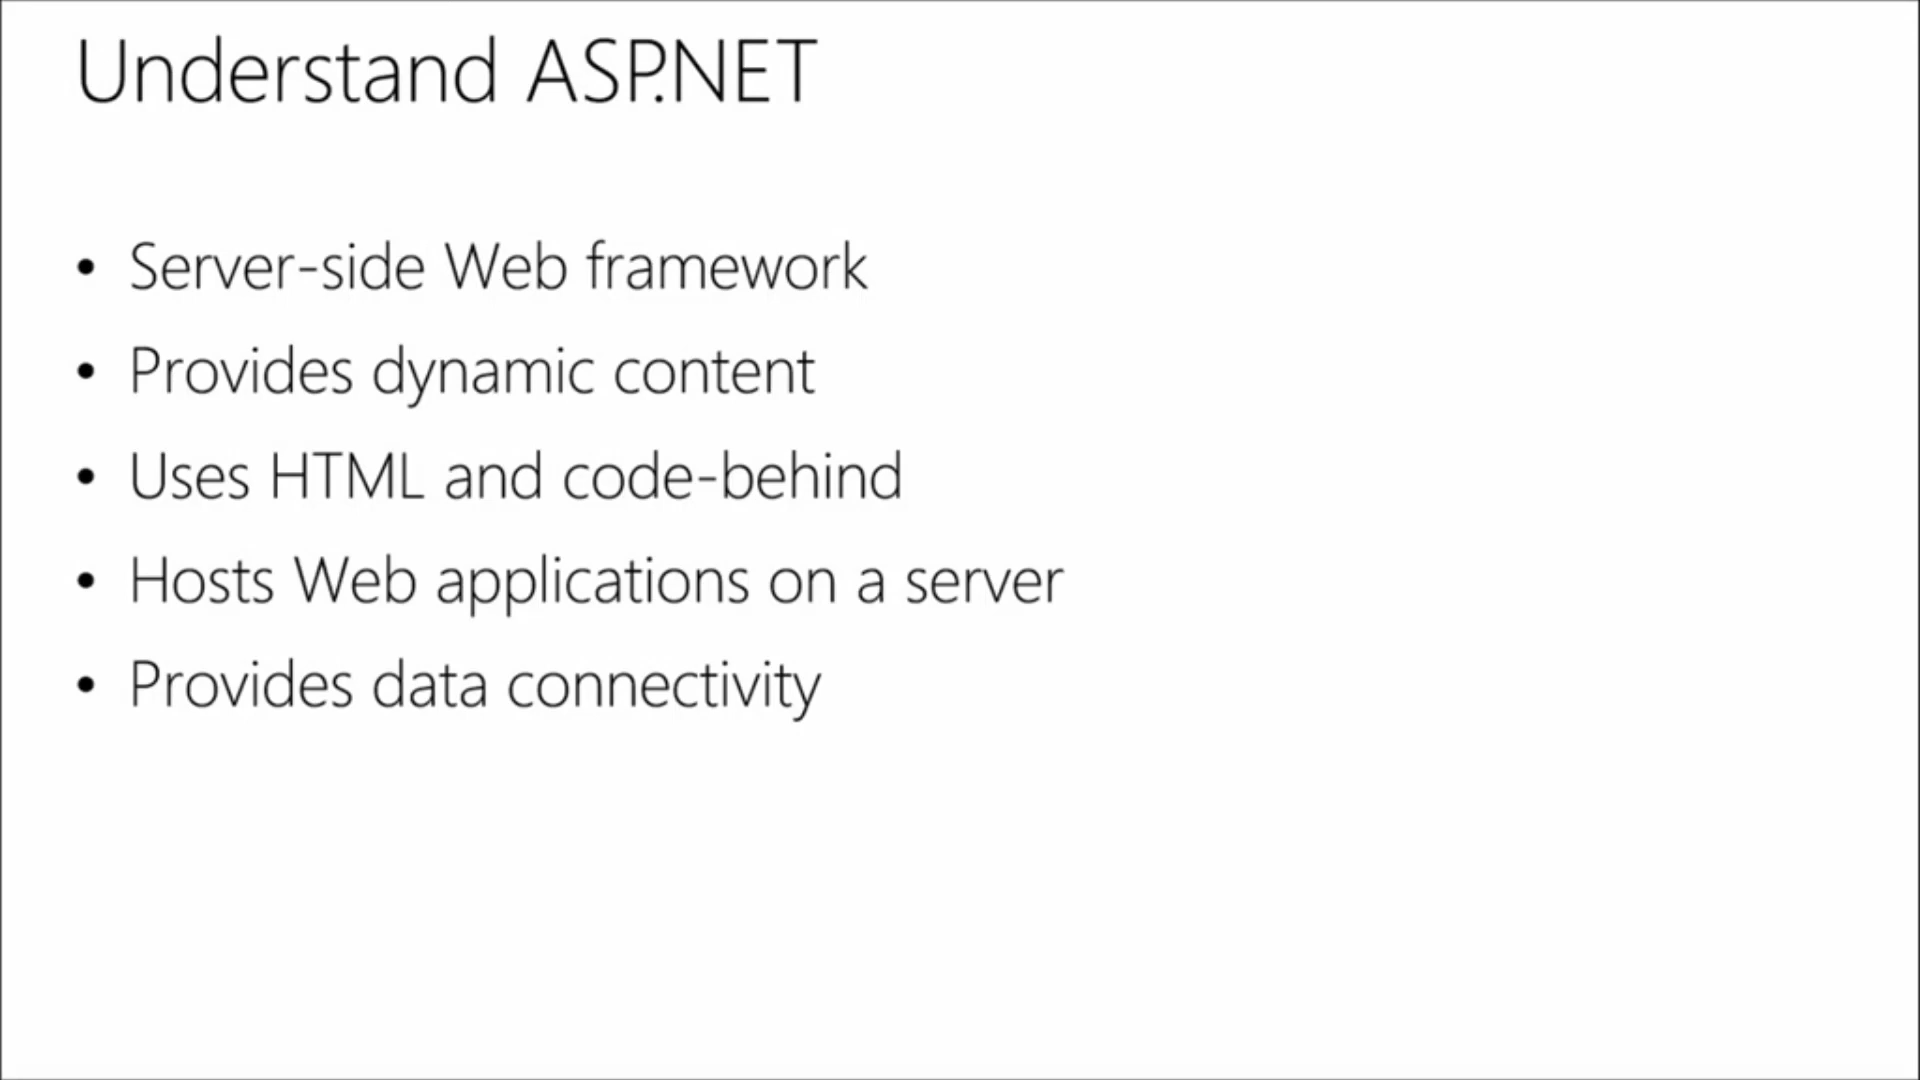 Understand ASP.NET
• Server-side Web framework
• Provides dynamic content
• Uses HTML and code-behind
• Hosts Web applications on a server
• Provides data connectivity